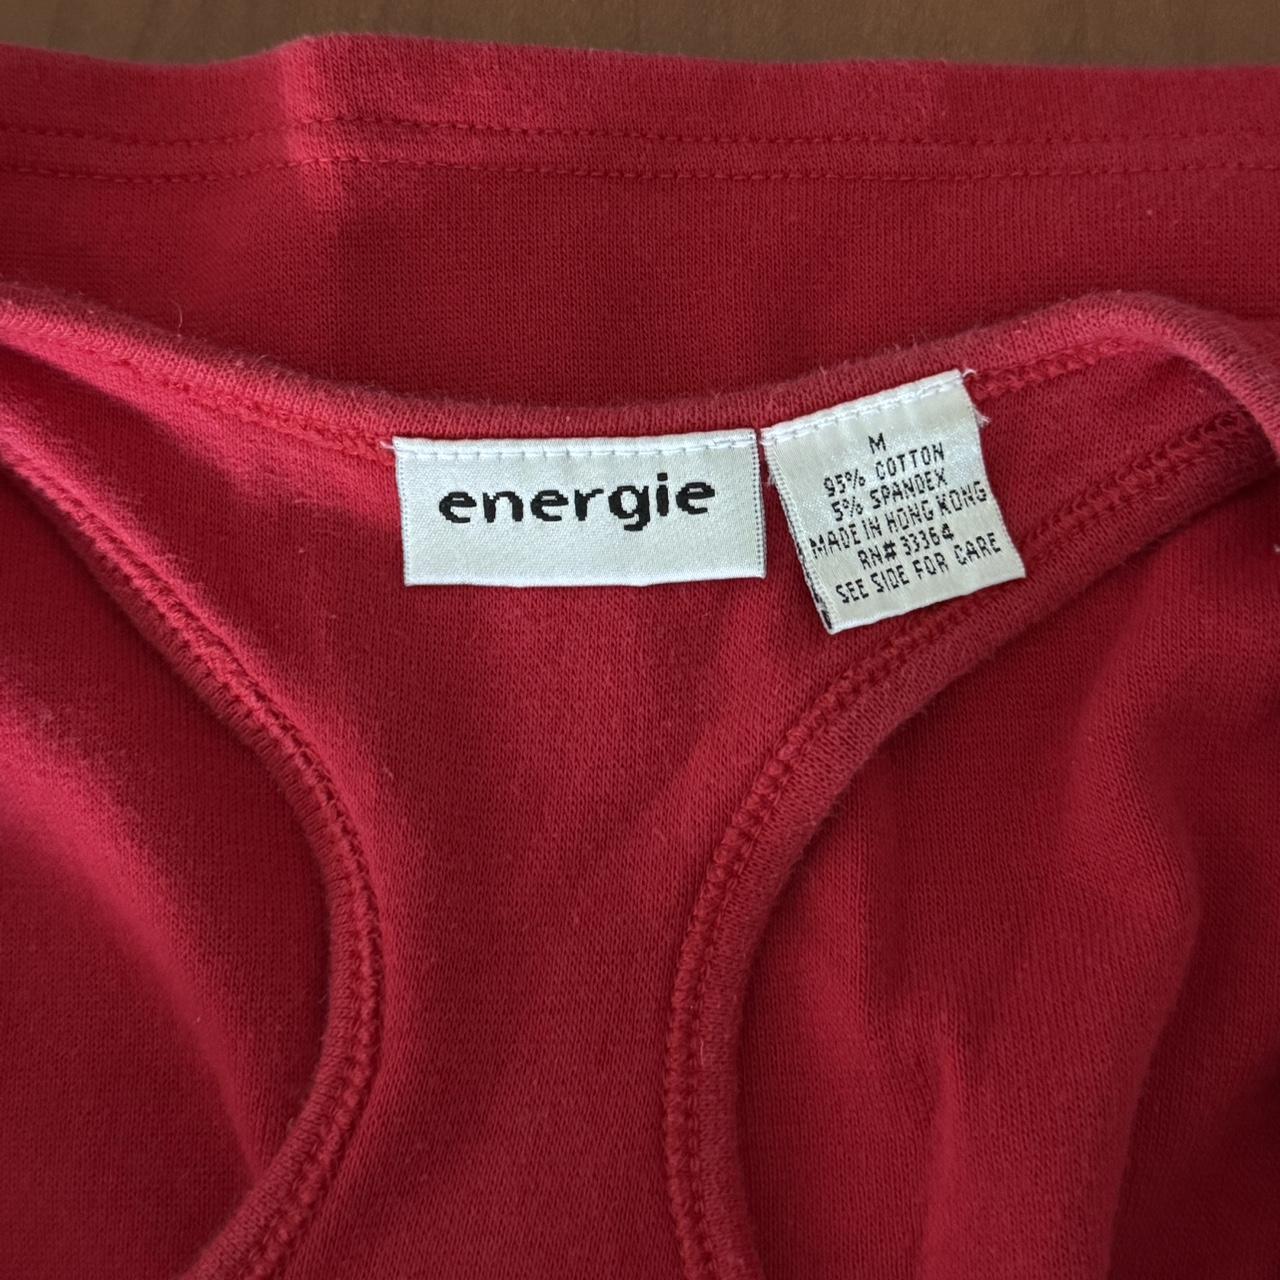 energie
M
95% COTTON
5% SPANDEX
MADE IN HONG KONG
RN# 33364
SEE SIDE FOR CARE